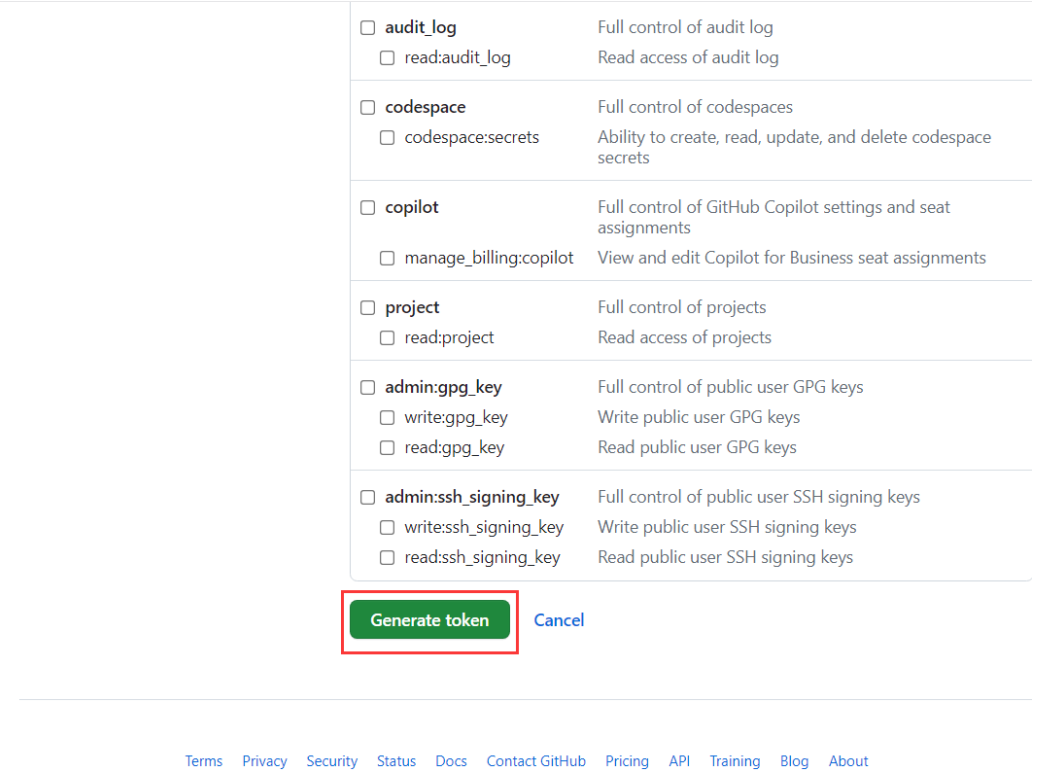 audit_log Full control of audit log
read:audit_log Read access of audit log
codespace Full control of codespaces
codespace:secrets Ability to create, read, update, and delete codespace
secrets
copilot Full control of GitHub Copilot settings and seat
assignments
manage_billing:copilot View and edit Copilot for Business seat assignments
project Full control of projects
read:project Read access of projects
admin:gpg_key Full control of public user GPG keys
write:gpg_key Write public user GPG keys
read:gpg_key Read public user GPG keys
admin:ssh_signing_key Full control of public user SSH signing keys
write:ssh_signing_key Write public user SSH signing keys
read:ssh_signing_key Read public user SSH signing keys
Generate token Cancel
Terms Privacy Security Status Docs Contact GitHub Pricing API Training Blog About